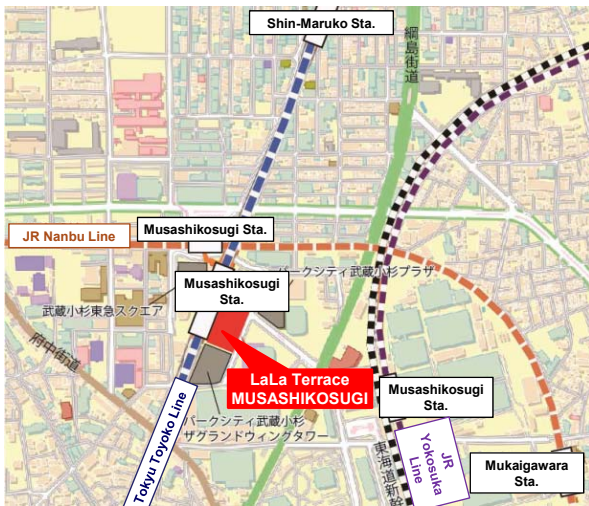 Shin-Maruko Sta.
綱島街道
JR Nanbu Line
Musashikosugi Sta.
パークシティ武蔵小杉プラザ
Musashikosugi
Sta.
武蔵小杉東急スクエア
府中街道
LaLa Terrace
MUSASHIKOSUGI
Musashikosugi
Sta.
パークシティ武蔵小杉
ザグランドウィングタワー
Tokyu Toyoko Line
東海道新幹
JR
Yokosuka
Line
Mukaigawara
Sta.